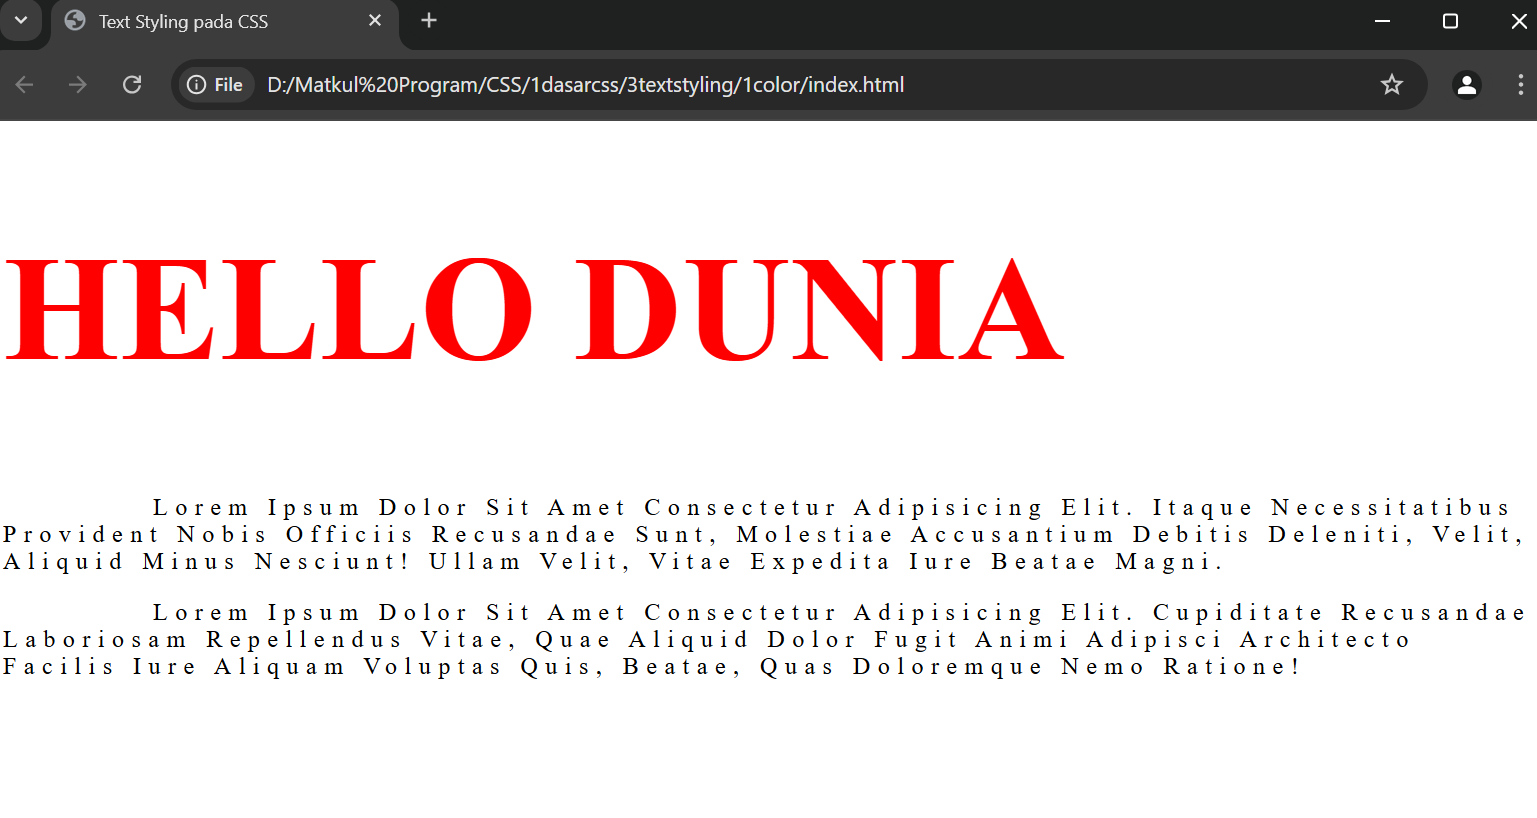 Text Styling pada CSS
File D:/Matkul%20Program/CSS/1dasarcss/3textstyling/1color/index.html
HELLO DUNIA
Lorem Ipsum Dolor Sit Amet Consectetur Adipisicing Elit. Itaque Necessitatibus
Provident Nobis Officiis Recusandae Sunt, Molestiae Accusantium Debitis Deleniti, Velit,
Aliquid Minus Nesciunt! Ullam Velit, Vitae Expedita Iure Beatae Magni.
Lorem Ipsum Dolor Sit Amet Consectetur Adipisicing Elit. Cupiditate Recusandae
Laboriosam Repellendus Vitae, Quae Aliquid Dolor Fugit Animi Adipisci Architecto
Facilis Iure Aliquam Voluptas Quis, Beatae, Quas Doloremque Nemo Ratione!